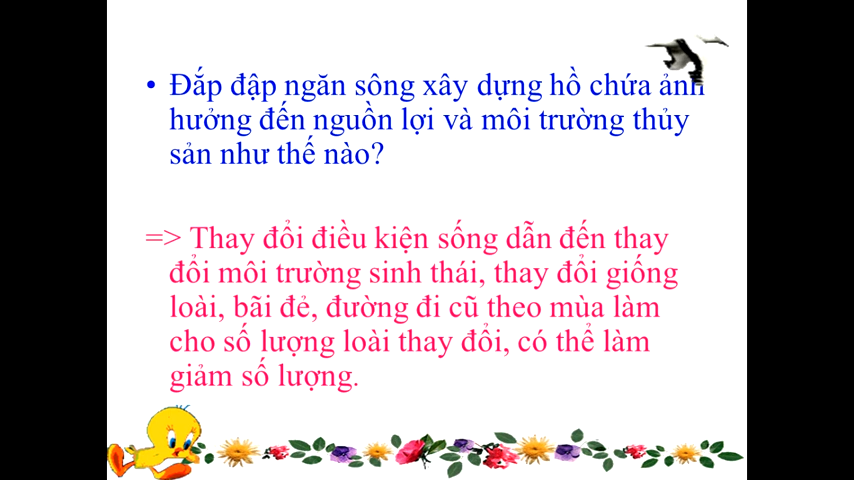 • Đắp đập ngăn sông xây dựng hồ chứa ảnh
hưởng đến nguồn lợi và môi trường thủy
sản như thế nào?
=> Thay đổi điều kiện sống dẫn đến thay
đổi môi trường sinh thái, thay đổi giống
loài, bãi đẻ, đường đi cũ theo mùa làm
cho số lượng loài thay đổi, có thể làm
giảm số lượng.